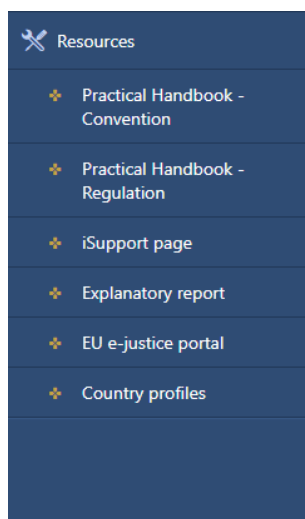 Resources
Practical Handbook -
Convention
Practical Handbook -
Regulation
iSupport page
Explanatory report
EU e-justice portal
Country profiles